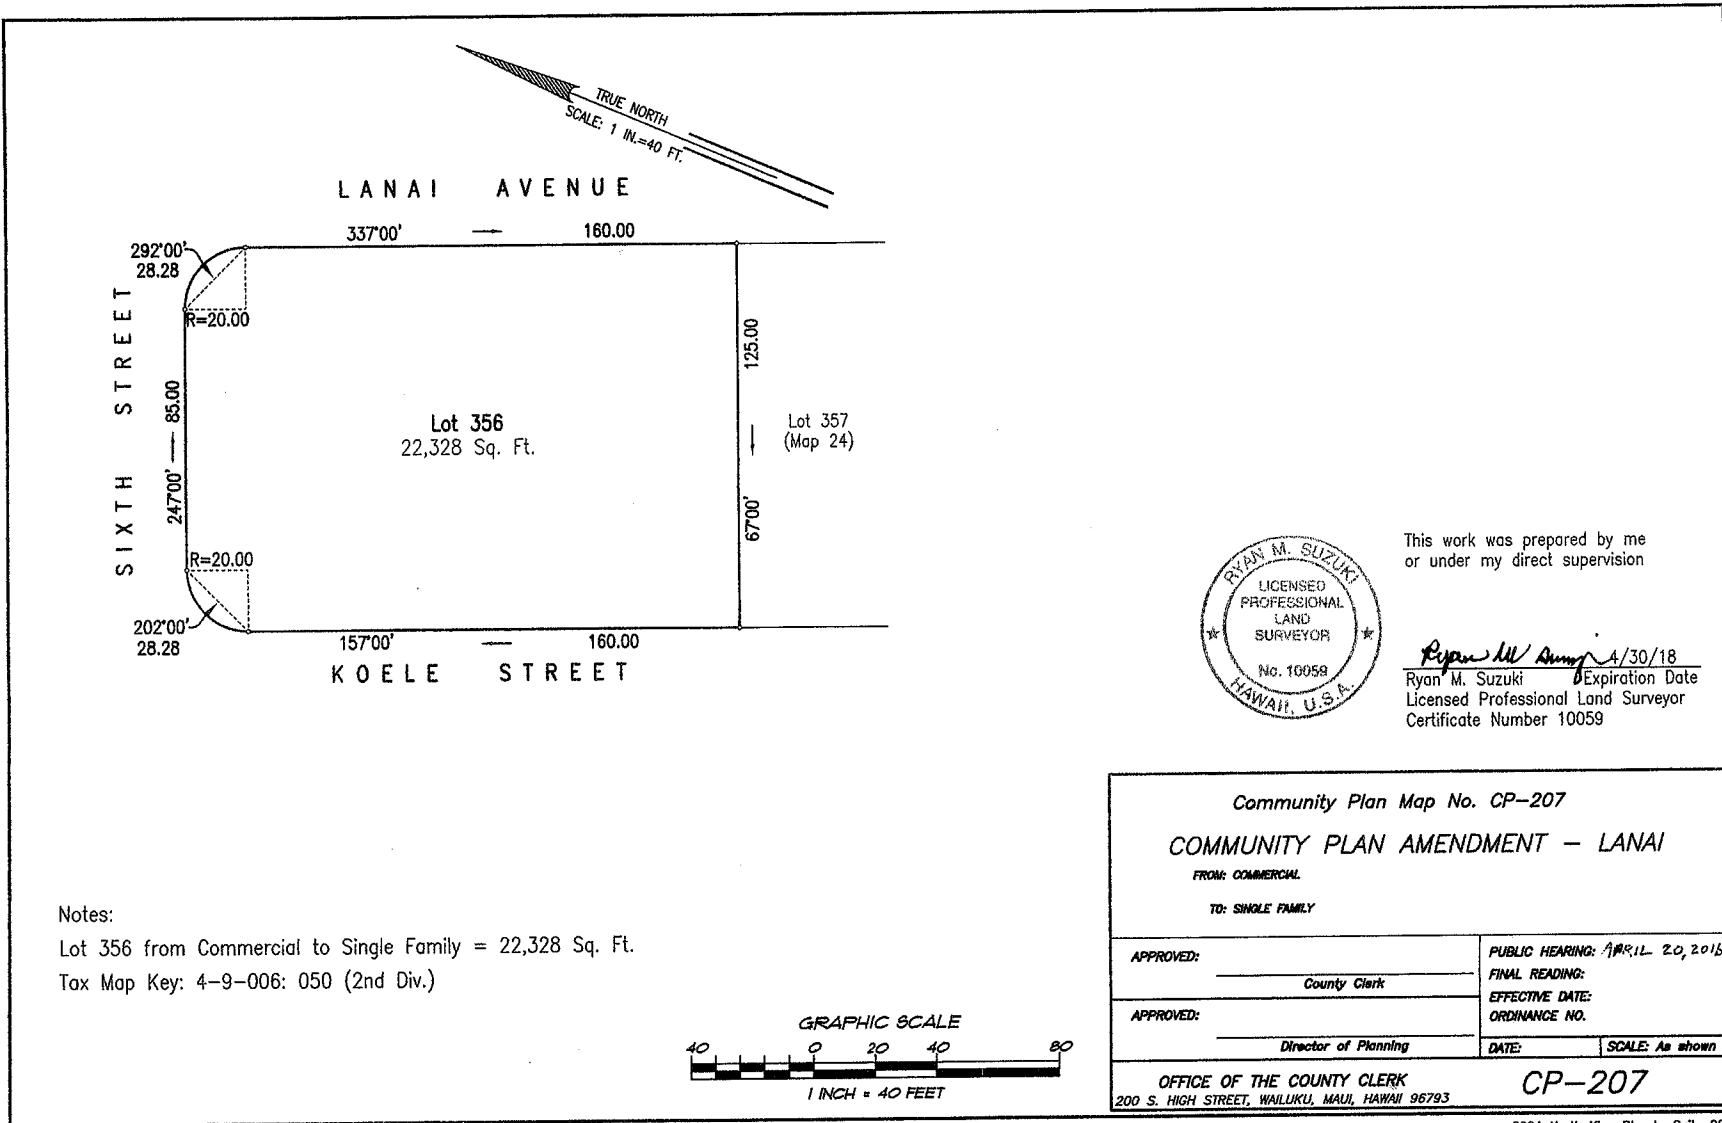 TRUE NORTH
SCALE: 1 IN.=40 FT.
LANAI AVENUE
337°00' 160.00
292°00'
28.28
R=20.00
SIXTH STREET
247°00' 85.00
125.00
67°00'
Lot 356
22,328 Sq. Ft.
Lot 357
(Map 24)
R=20.00
202°00'
28.28
157°00' 160.00
KOELE STREET
This work was prepared by me
or under my direct supervision
RYAN M. SUZUKI
LICENSED
PROFESSIONAL
LAND
SURVEYOR
No. 10059
HAWAII, U.S.A.
4/30/18
Ryan M. Suzuki Expiration Date
Licensed Professional Land Surveyor
Certificate Number 10059
Notes:
Lot 356 from Commercial to Single Family = 22,328 Sq. Ft.
Tax Map Key: 4-9-006: 050 (2nd Div.)
GRAPHIC SCALE
40 0 20 40 80
1 INCH = 40 FEET
Community Plan Map No. CP-207
COMMUNITY PLAN AMENDMENT - LANAI
FROM: COMMERCIAL
TO: SINGLE FAMILY
APPROVED:
County Clerk
APPROVED:
Director of Planning
PUBLIC HEARING: APRIL 20, 2016
FINAL READING:
EFFECTIVE DATE:
ORDINANCE NO.
DATE: SCALE: As shown
OFFICE OF THE COUNTY CLERK
200 S. HIGH STREET, WAILUKU, MAUI, HAWAII 96793
CP-207